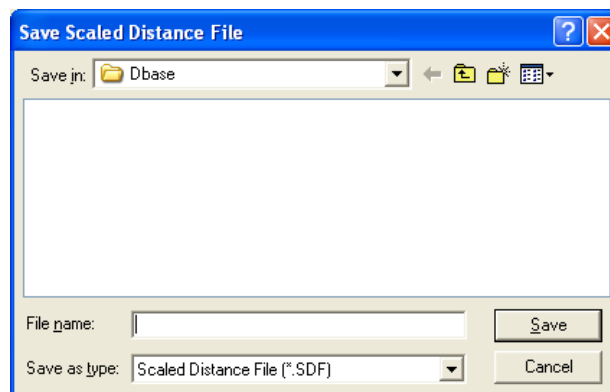 Save Scaled Distance File
Save in: Dbase
File name:
Save
Save as type: Scaled Distance File (*.SDF)
Cancel